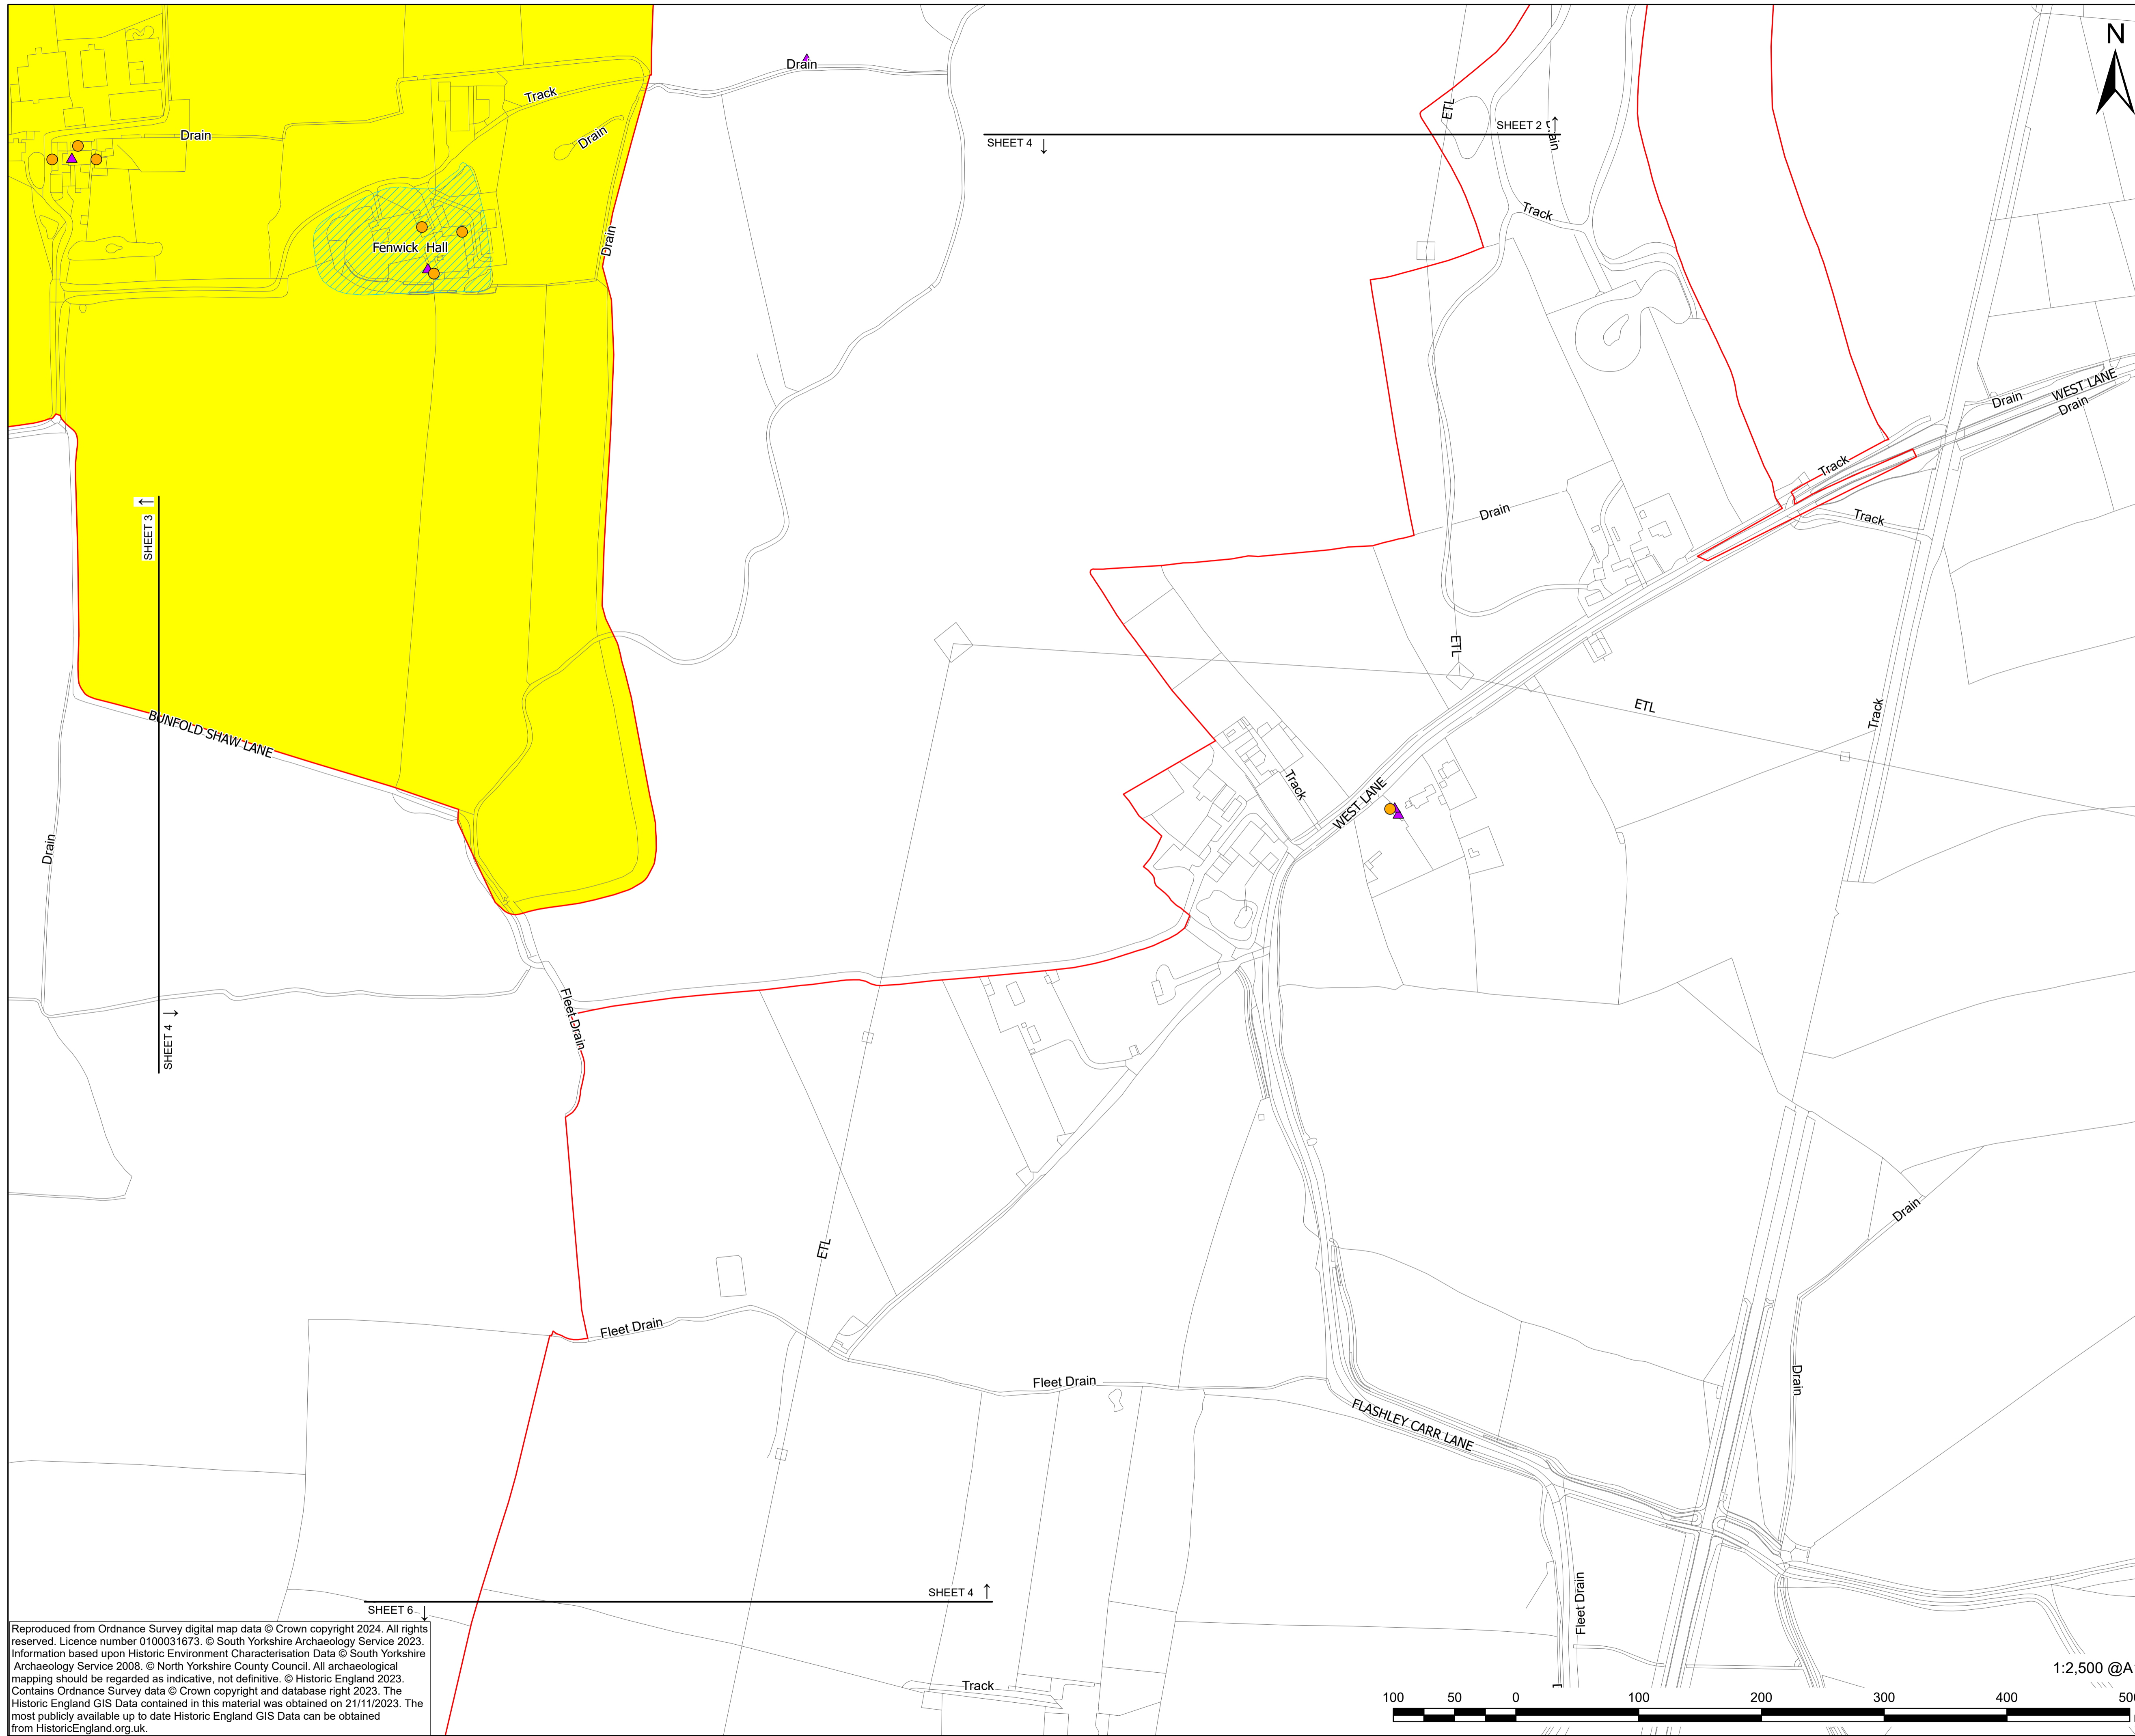 N
Drain
Track
ETL
SHEET 2 ↑
SHEET 4 ↓
Drain
Drain
Track
Fenwick Hall
Drain
WEST LANE
Drain
Drain
Track
← SHEET 3
Drain
Track
ETL
ETL
Track
BUNFOLD SHAW LANE
Track
WEST LANE
Drain
Fleet Drain
SHEET 4 →
Drain
ETL
Fleet Drain
Drain
Fleet Drain
FLASHLEY CARR LANE
SHEET 4 ↑
SHEET 6 ↓
Fleet Drain
Track
1:2,500
100 50 0 100 200 300 400
Reproduced from Ordnance Survey digital map data © Crown copyright 2024. All rights
reserved. Licence number 0100031673. © South Yorkshire Archaeology Service 2023.
Information based upon Historic Environment Characterisation Data © South Yorkshire
Archaeology Service 2008. © North Yorkshire County Council. All archaeological
mapping should be regarded as indicative, not definitive. © Historic England 2023.
Contains Ordnance Survey data © Crown copyright and database right 2023. The
Historic England GIS Data contained in this material was obtained on 21/11/2023. The
most publicly available up to date Historic England GIS Data can be obtained
from HistoricEngland.org.uk.